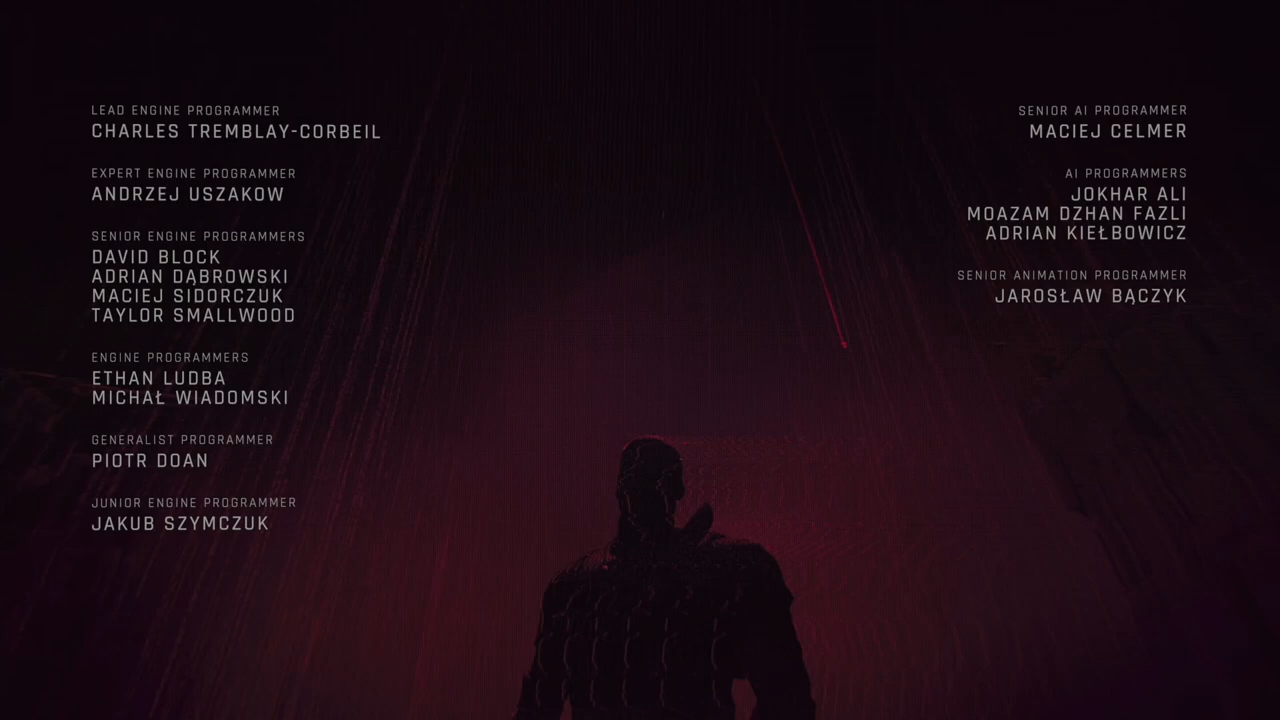 LEAD ENGINE PROGRAMMER
CHARLES TREMBLAY-CORBEIL
EXPERT ENGINE PROGRAMMER
ANDRZEJ USZAKOW
SENIOR ENGINE PROGRAMMERS
DAVID BLOCK
ADRIAN DĄBROWSKI
MACIEJ SIDORCZUK
TAYLOR SMALLWOOD
ENGINE PROGRAMMERS
ETHAN LUDBA
MICHAŁ WIADOMSKI
GENERALIST PROGRAMMER
PIOTR DOAN
JUNIOR ENGINE PROGRAMMER
JAKUB SZYMCZUK
SENIOR AI PROGRAMMER
MACIEJ CELMER
AI PROGRAMMERS
JOKHAR ALI
MOAZAM DZHAN FAZLI
ADRIAN KIEŁBOWICZ
SENIOR ANIMATION PROGRAMMER
JAROSŁAW BĄCZYK